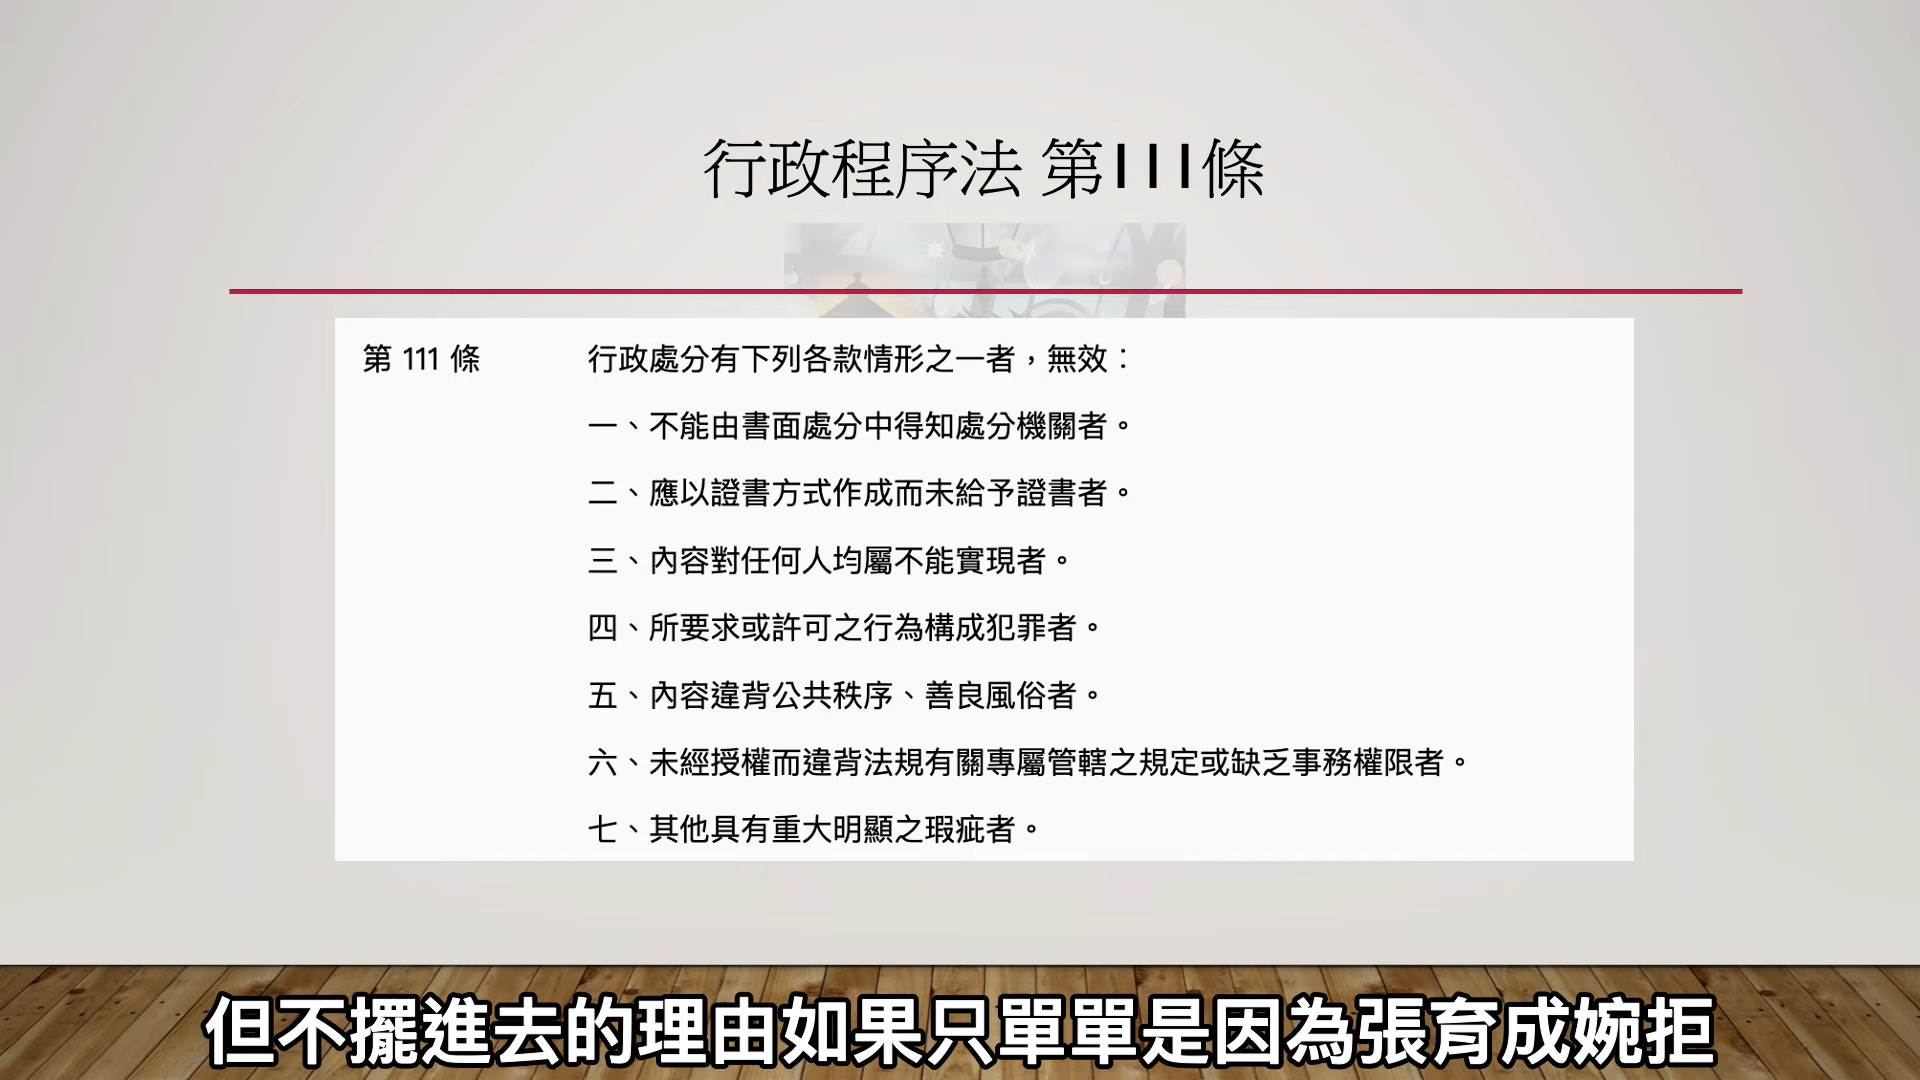 行政程序法 第111條
第 111 條
行政處分有下列各款情形之一者，無效：
一、不能由書面處分中得知處分機關者。
二、應以證書方式作成而未給予證書者。
三、內容對任何人均屬不能實現者。
四、所要求或許可之行為構成犯罪者。
五、內容違背公共秩序、善良風俗者。
六、未經授權而違背法規有關專屬管轄之規定或缺乏事務權限者。
七、其他具有重大明顯之瑕疵者。
但不擺進去的理由如果只單單是因為張育成婉拒